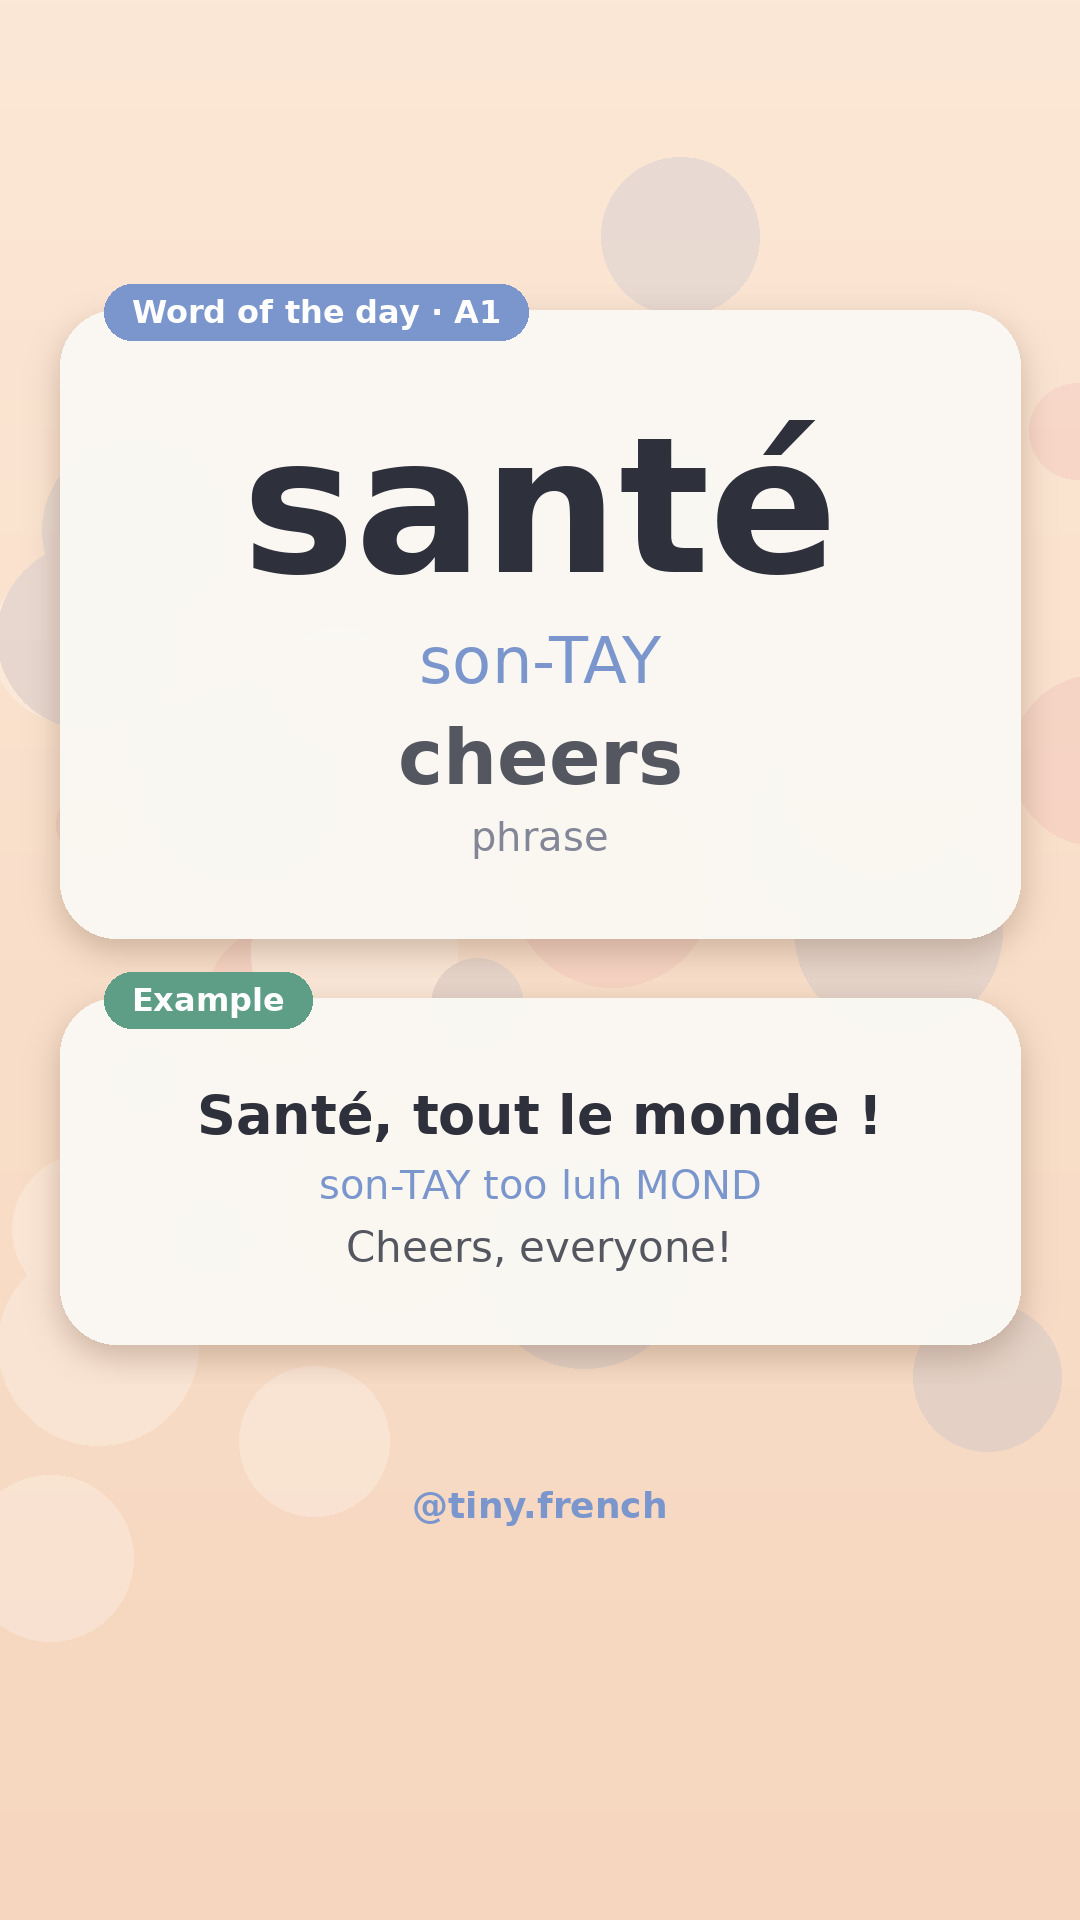 Word of the day · A1
santé
son-TAY
cheers
phrase
Example
Santé, tout le monde !
son-TAY too luh MOND
Cheers, everyone!
@tiny.french